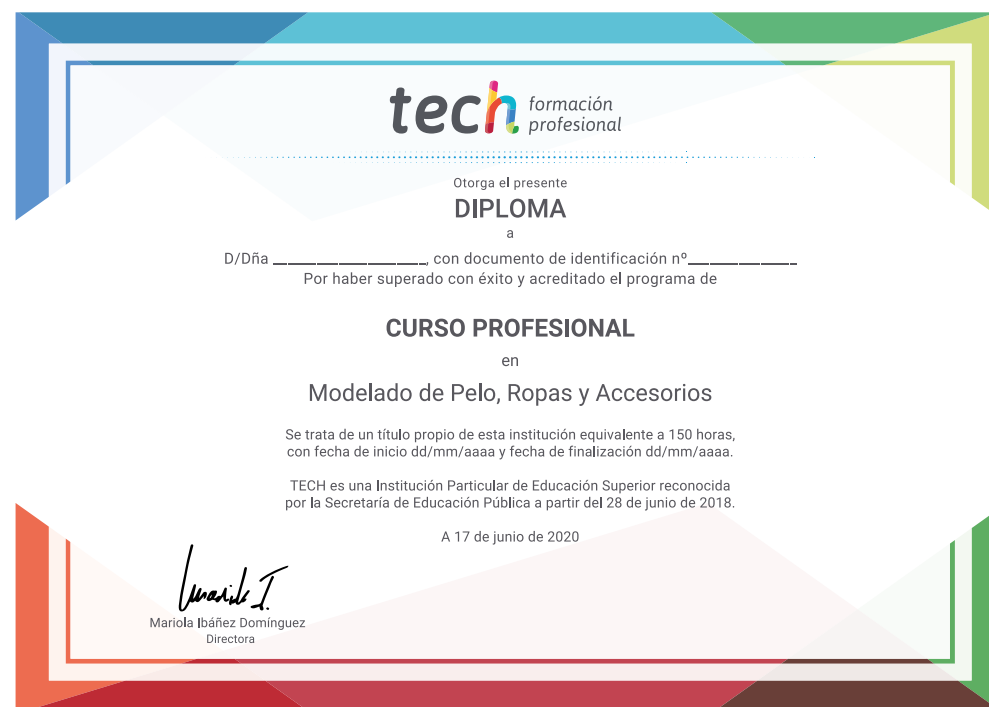 tech formación
profesional
Otorga el presente
DIPLOMA
a
D/Dña ____________________, con documento de identificación nº______________
Por haber superado con éxito y acreditado el programa de
CURSO PROFESIONAL
en
Modelado de Pelo, Ropas y Accesorios
Se trata de un título propio de esta institución equivalente a 150 horas,
con fecha de inicio dd/mm/aaaa y fecha de finalización dd/mm/aaaa.
TECH es una Institución Particular de Educación Superior reconocida
por la Secretaría de Educación Pública a partir del 28 de junio de 2018.
A 17 de junio de 2020
Mariola Ibáñez Domínguez
Directora